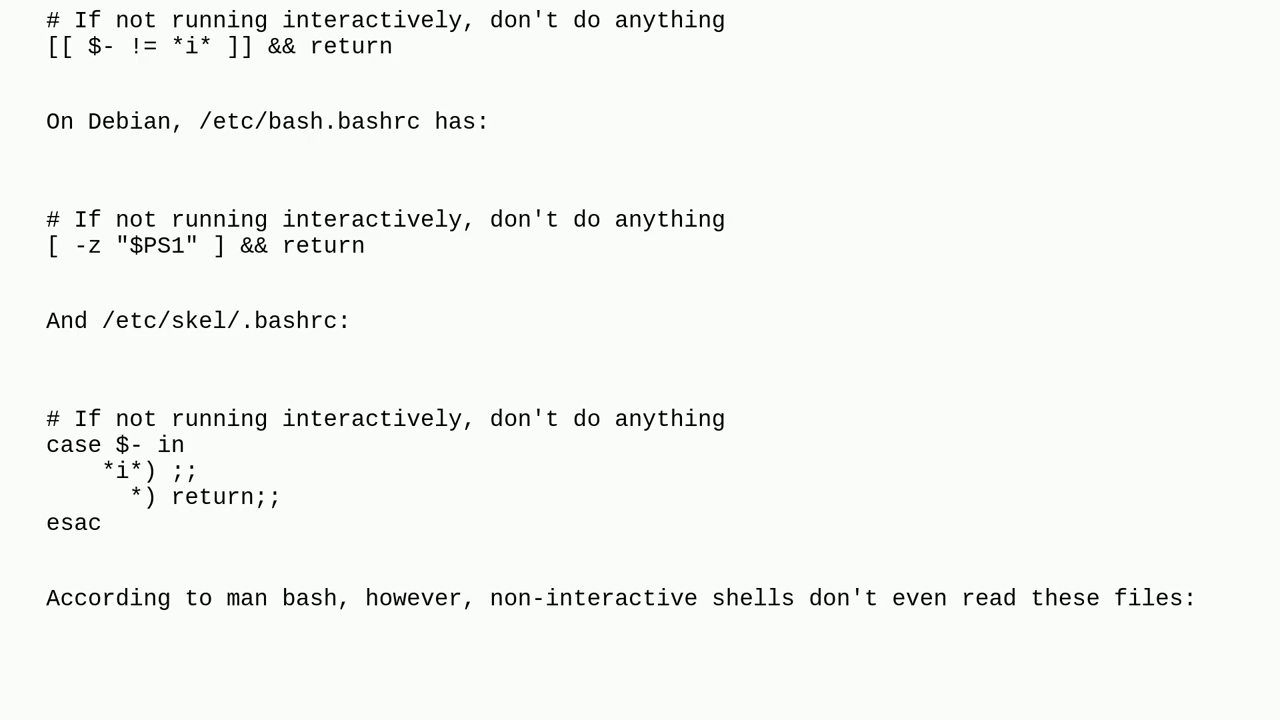 # If not running interactively, don't do anything
[[ $- != *i* ]] && return
On Debian, /etc/bash.bashrc has:
# If not running interactively, don't do anything
[ -z "$PS1" ] && return
And /etc/skel/.bashrc:
# If not running interactively, don't do anything
case $- in
    *i*) ;;
      *) return;;
esac
According to man bash, however, non-interactive shells don't even read these files: